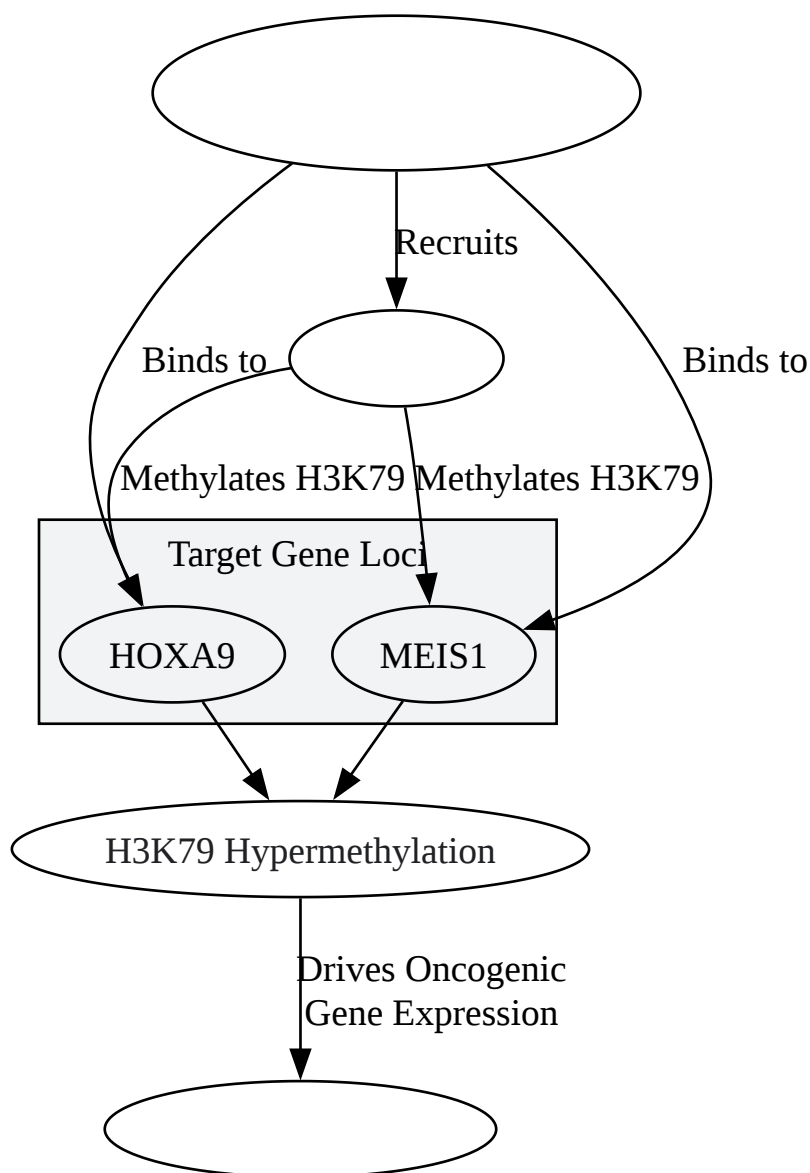 Recruits
Binds to
Binds to
Methylates H3K79
Methylates H3K79
Target Gene Loci
HOXA9
MEIS1
H3K79 Hypermethylation
Drives Oncogenic
Gene Expression